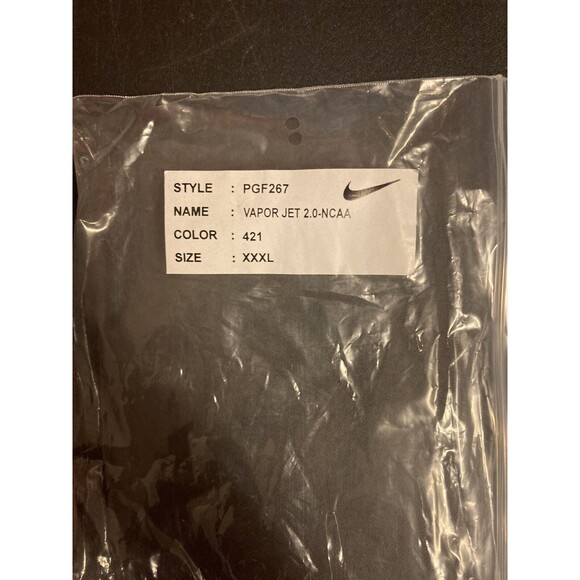 STYLE : PGF267
NAME : VAPOR JET 2.0-NCAA
COLOR : 421
SIZE : XXXL